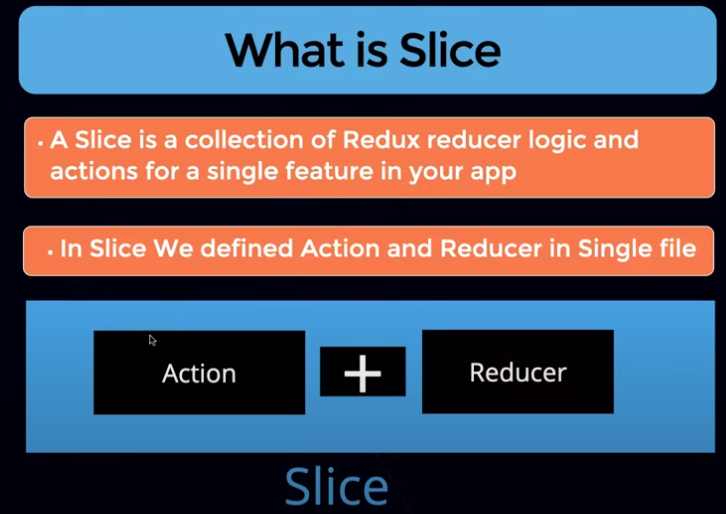 What is Slice
• A Slice is a collection of Redux reducer logic and
actions for a single feature in your app
• In Slice We defined Action and Reducer in Single file
Action + Reducer
Slice